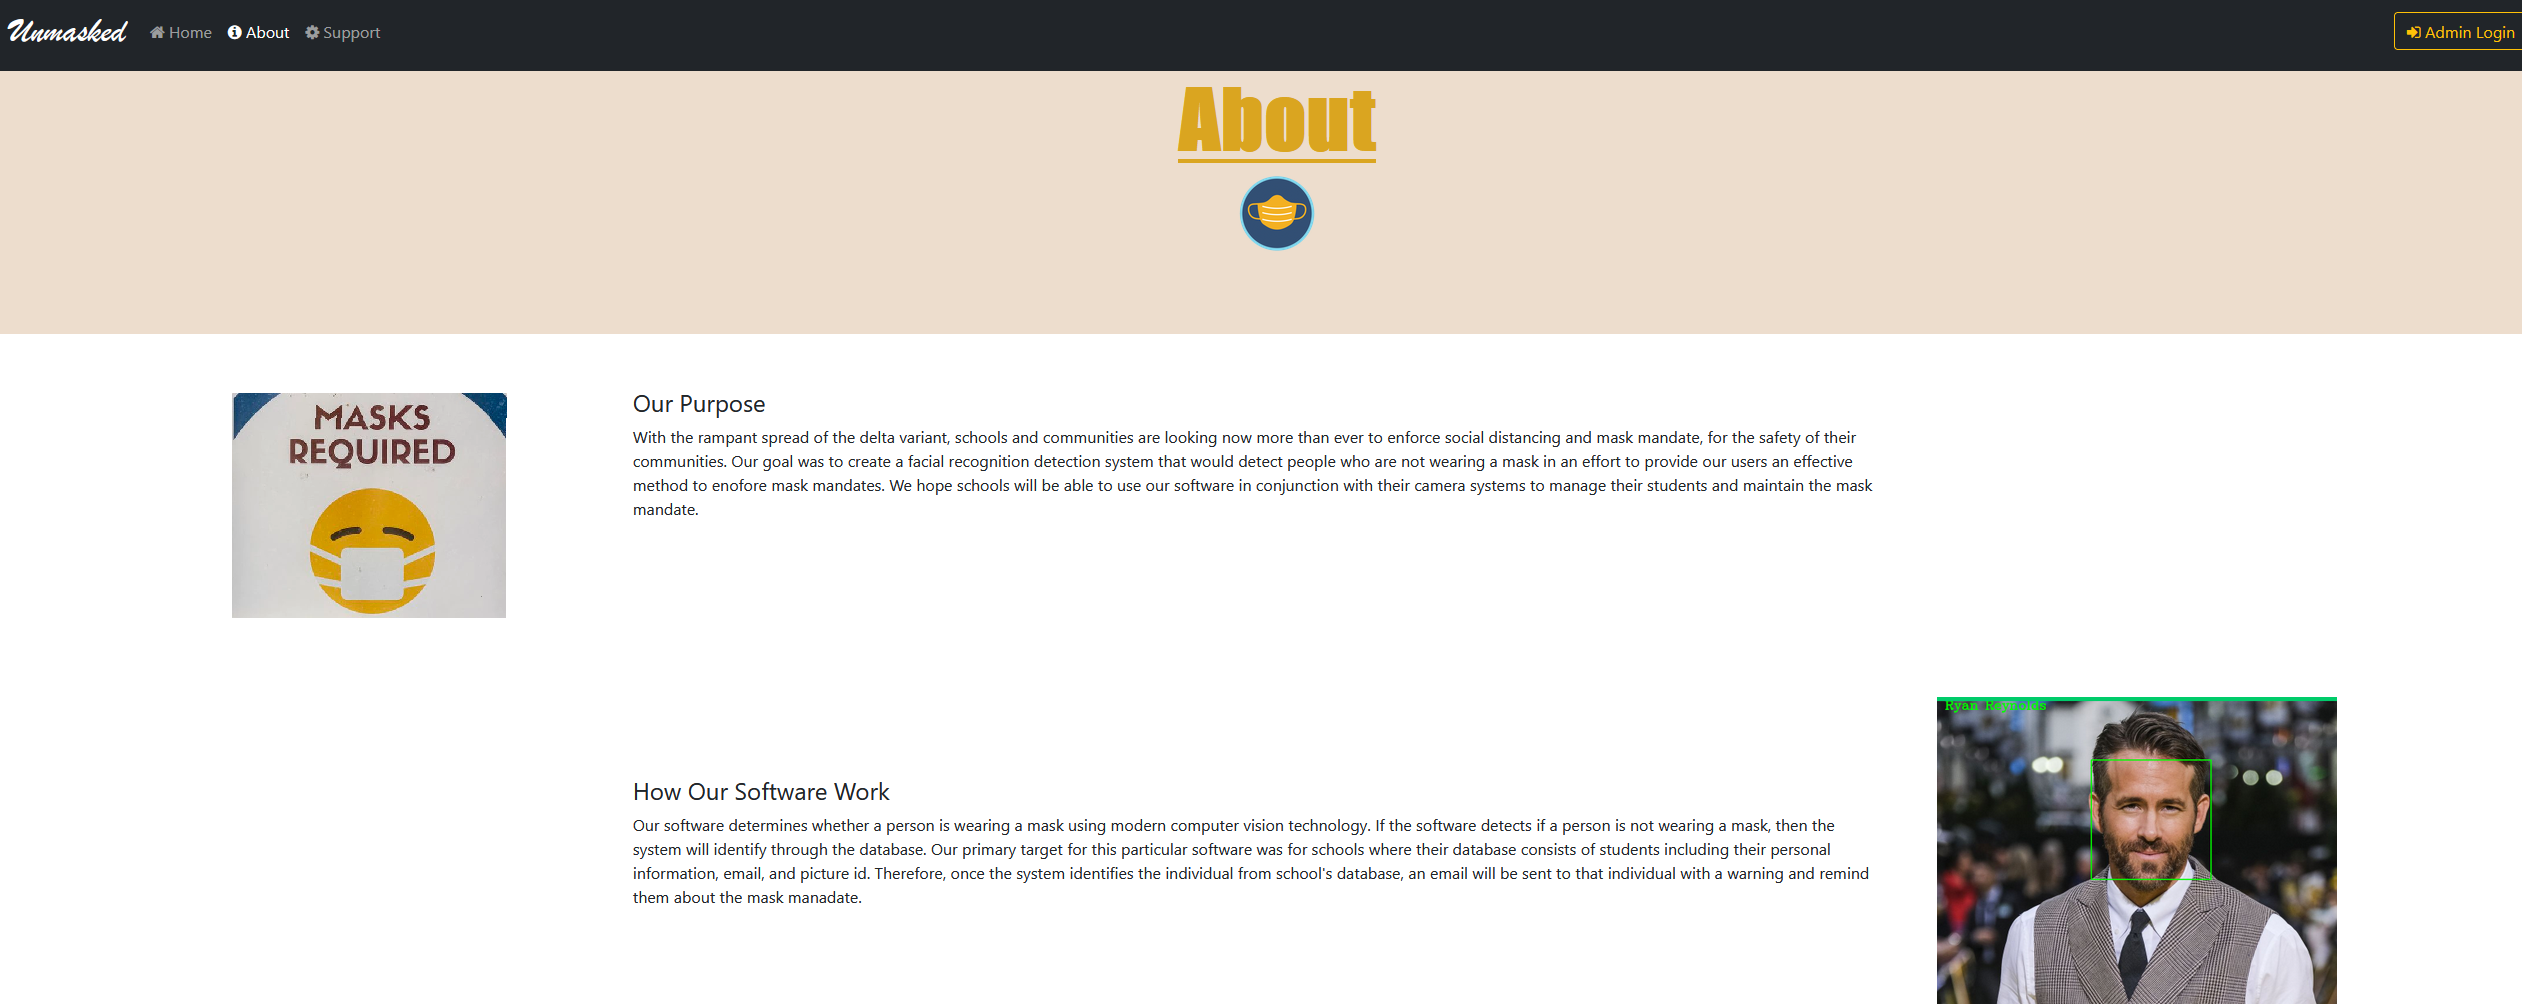 Unmasked Home About Support Admin Login
About
MASKS
REQUIRED
Our Purpose
With the rampant spread of the delta variant, schools and communities are looking now more than ever to enforce social distancing and mask mandate, for the safety of their
communities. Our goal was to create a facial recognition detection system that would detect people who are not wearing a mask in an effort to provide our users an effective
method to enofore mask mandates. We hope schools will be able to use our software in conjunction with their camera systems to manage their students and maintain the mask
mandate.
Ryan Reynolds
How Our Software Work
Our software determines whether a person is wearing a mask using modern computer vision technology. If the software detects if a person is not wearing a mask, then the
system will identify through the database. Our primary target for this particular software was for schools where their database consists of students including their personal
information, email, and picture id. Therefore, once the system identifies the individual from school's database, an email will be sent to that individual with a warning and remind
them about the mask manadate.